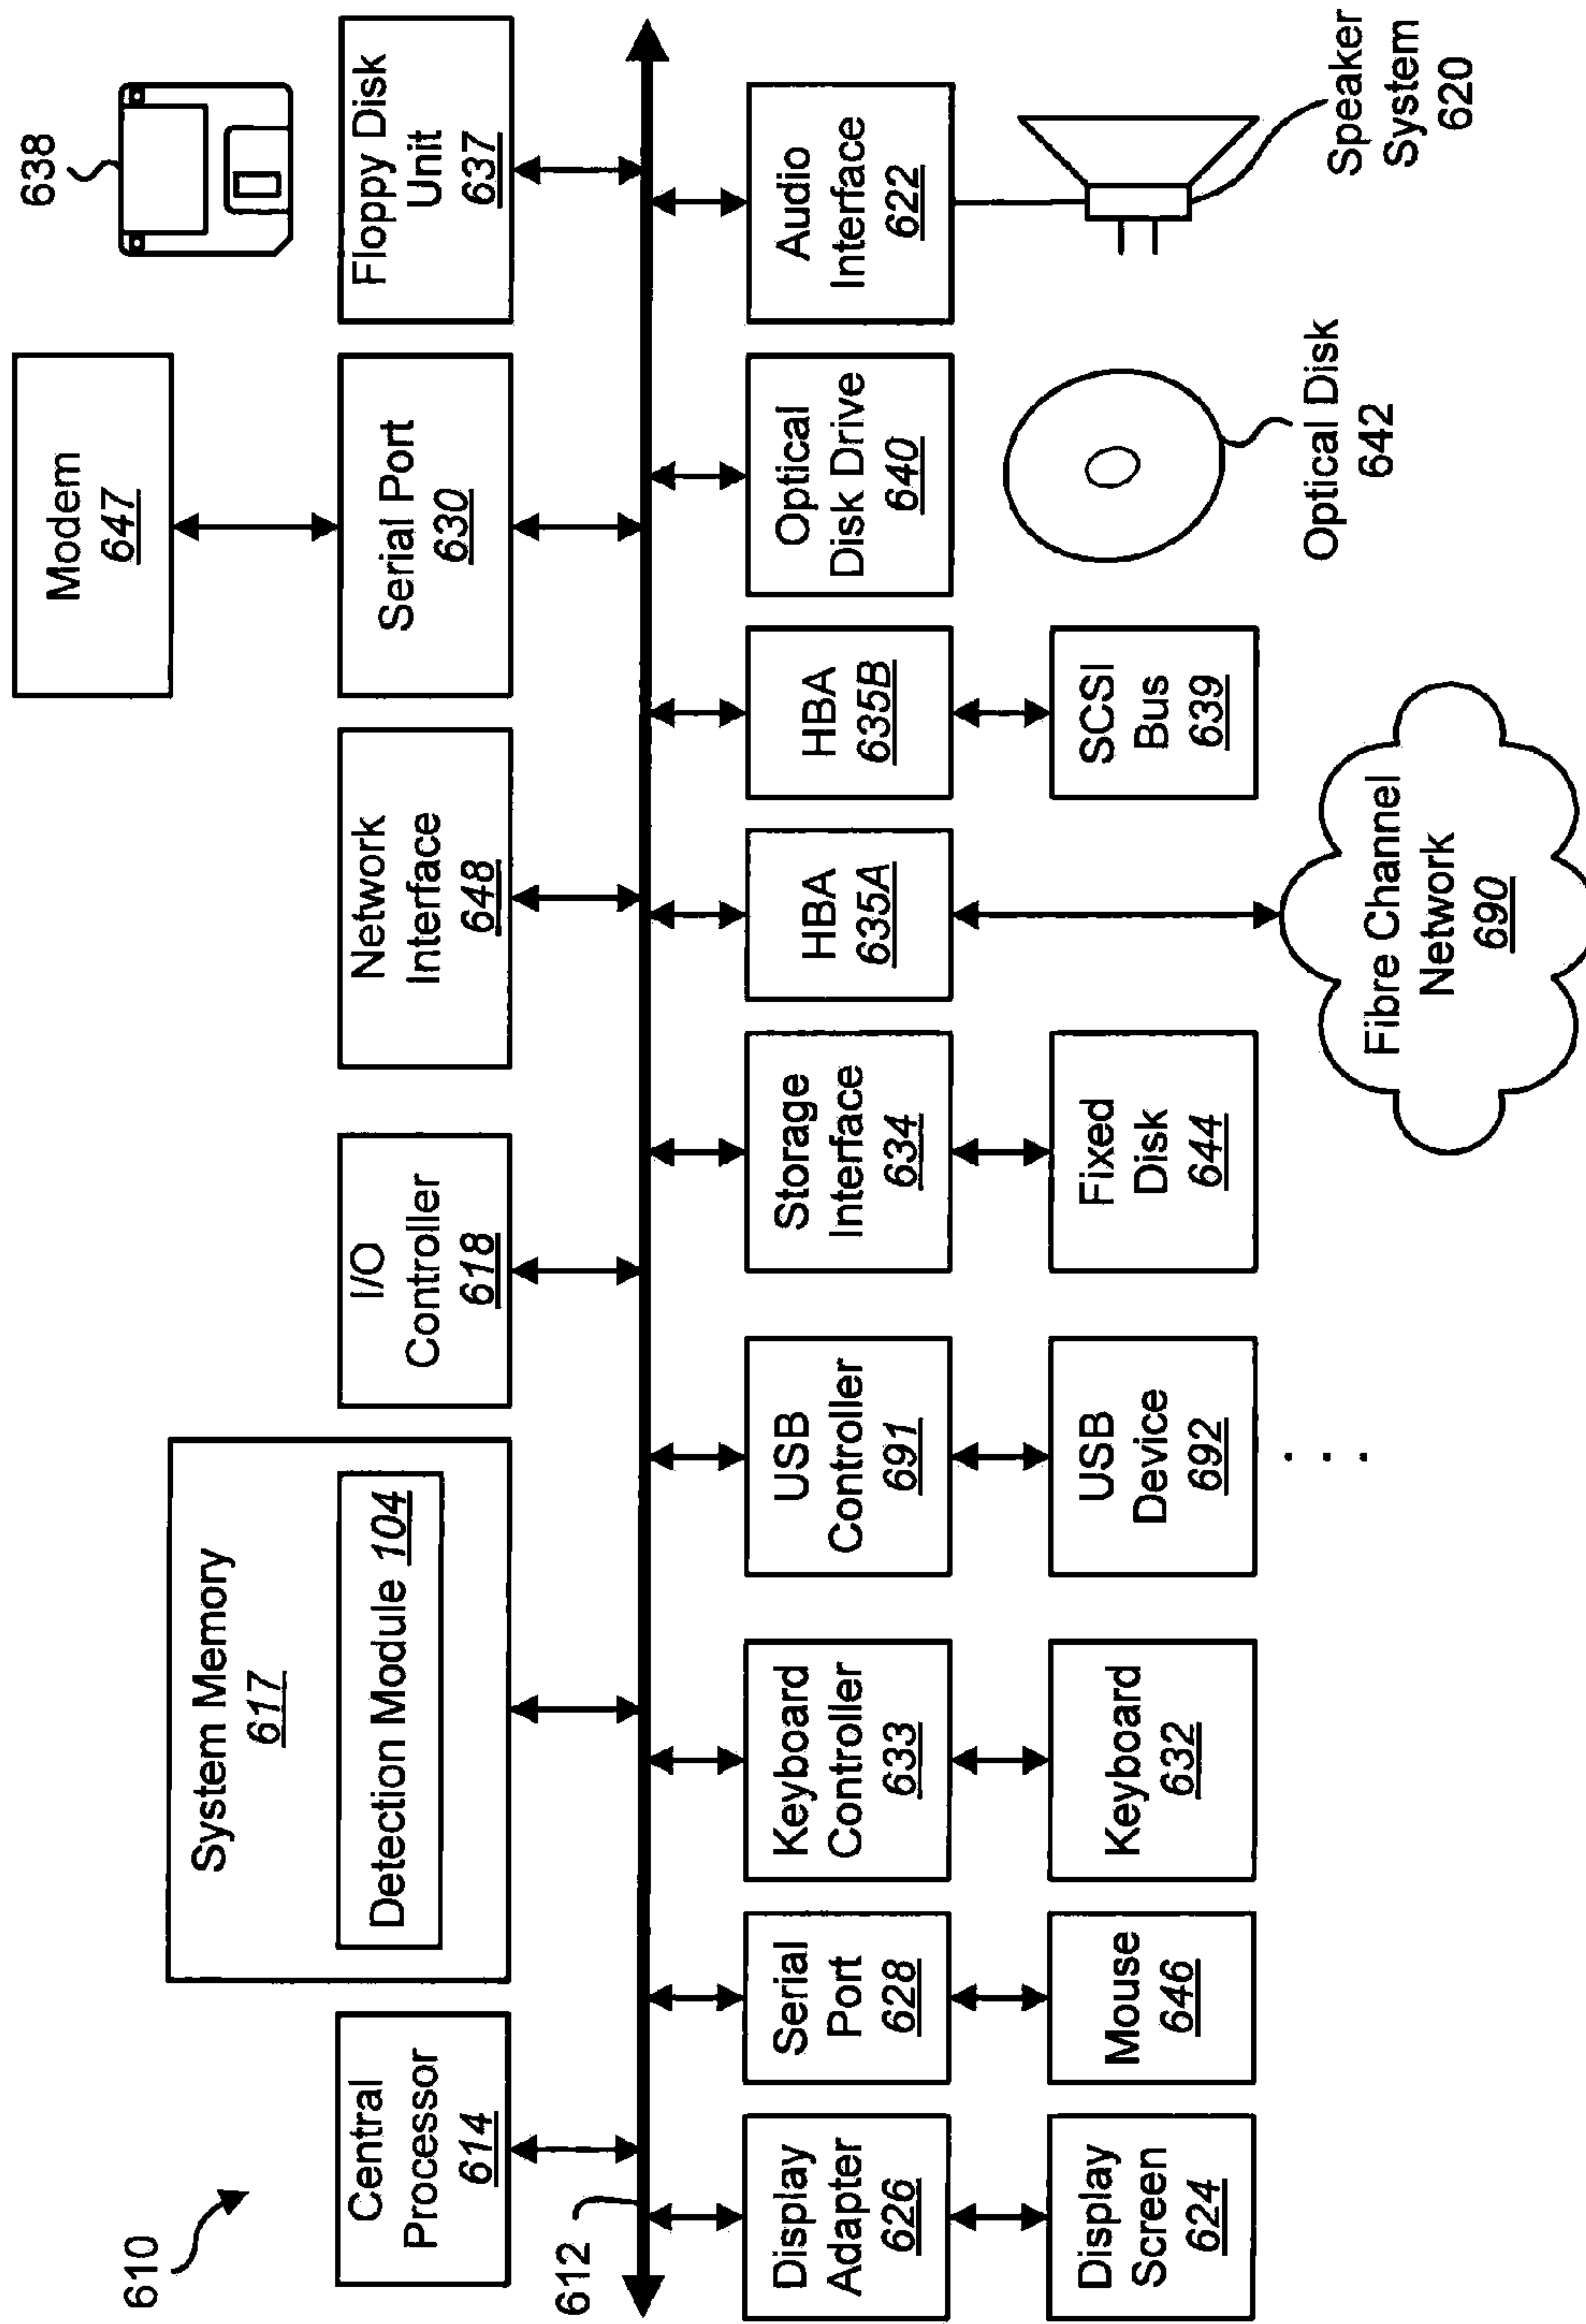 610
Modem
647
638
System Memory
617
Detection Module 104
Central
Processor
614
I/O
Controller
618
Network
Interface
648
Serial Port
630
Floppy Disk
Unit
637
612
Display
Adapter
626
Serial
Port
628
Keyboard
Controller
633
USB
Controller
691
Storage
Interface
634
HBA
635A
HBA
635B
Optical
Disk Drive
640
Audio
Interface
622
Display
Screen
624
Mouse
646
Keyboard
632
USB
Device
692
. . .
Fixed
Disk
644
SCSI
Bus
639
Fibre Channel
Network
690
Optical Disk
642
Speaker
System
620